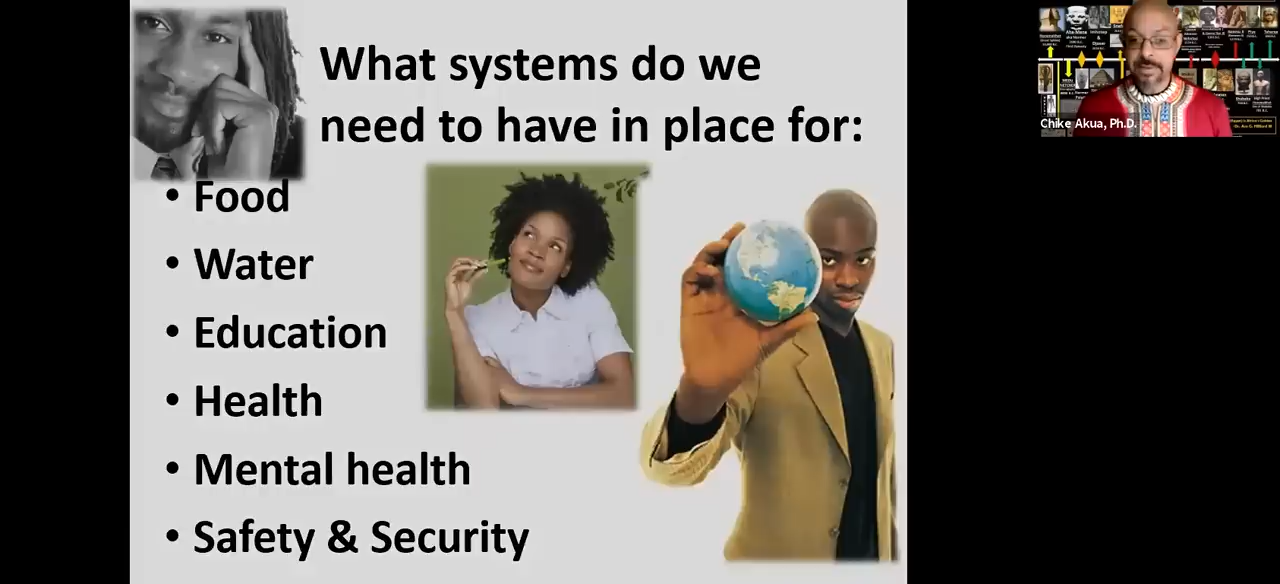 What systems do we
need to have in place for:
• Food
• Water
• Education
• Health
• Mental health
• Safety & Security
Chike Akua, Ph.D.